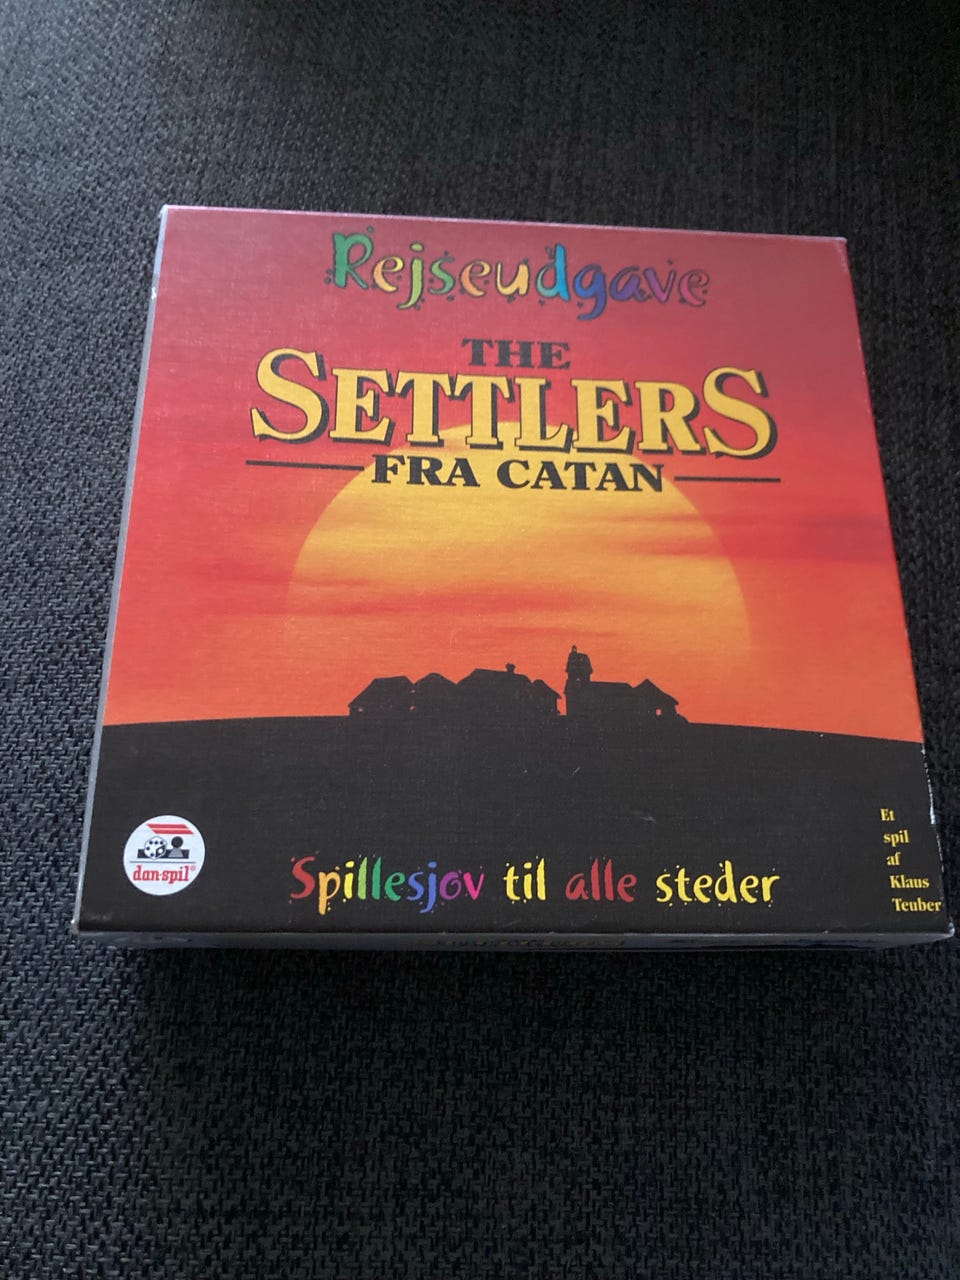 Rejseudgave
THE
SETTLERS
FRA CATAN
dan-spil®
Spillesjov til alle steder
Et
spil
af
Klaus
Teuber